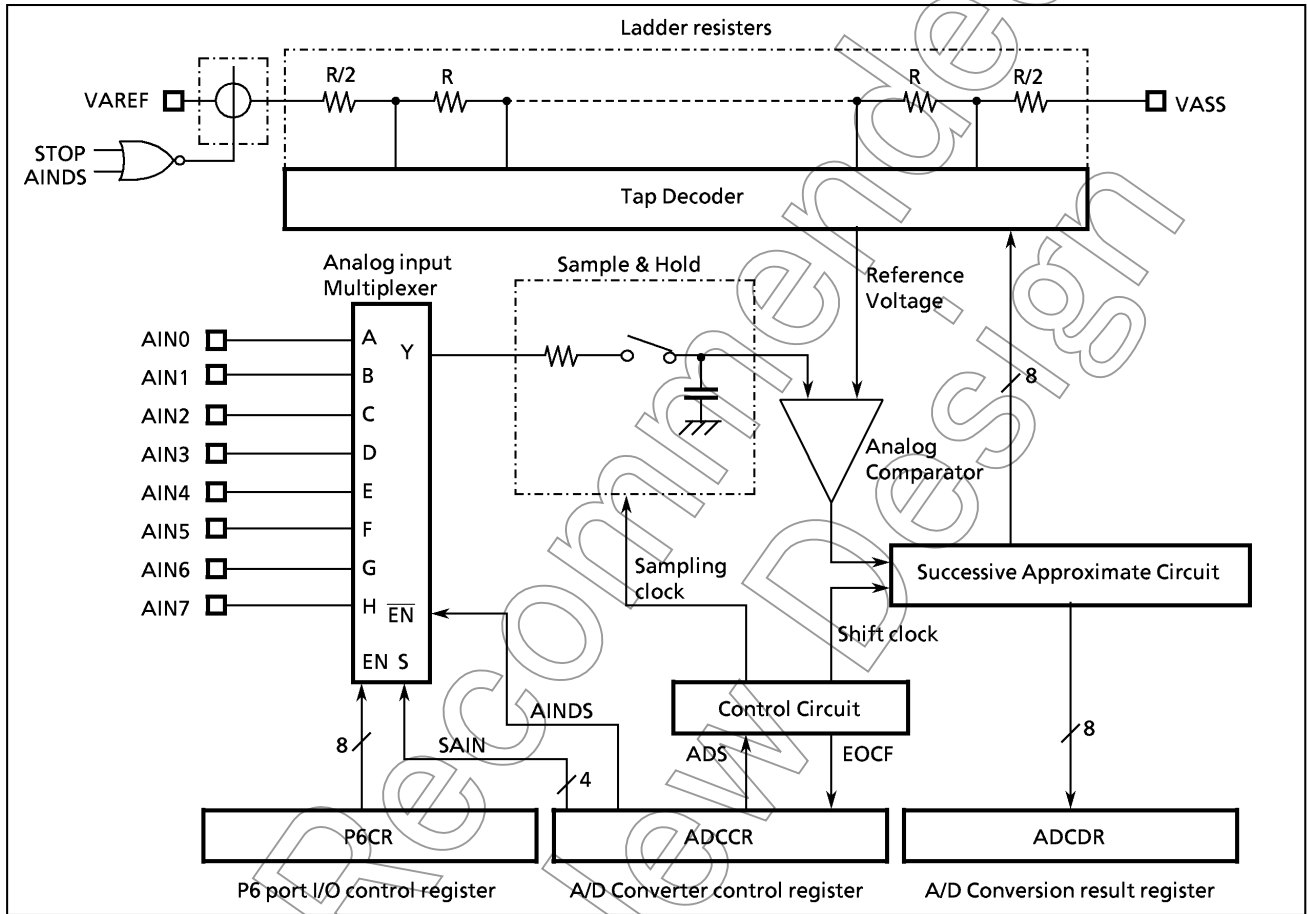 Ladder resisters
R/2
R
R
R/2
VAREF
VASS
STOP
AINDS
Tap Decoder
Analog input
Multiplexer
Sample & Hold
Reference
Voltage
AIN0
A
Y
AIN1
B
8
AIN2
C
AIN3
D
Analog
Comparator
AIN4
E
AIN5
F
AIN6
G
Sampling
clock
Successive Approximate Circuit
AIN7
H
EN
Shift clock
EN S
AINDS
Control Circuit
8
SAIN
ADS
EOCF
8
4
P6CR
ADCCR
ADCDR
P6 port I/O control register
A/D Converter control register
A/D Conversion result register
Recommended
New Design